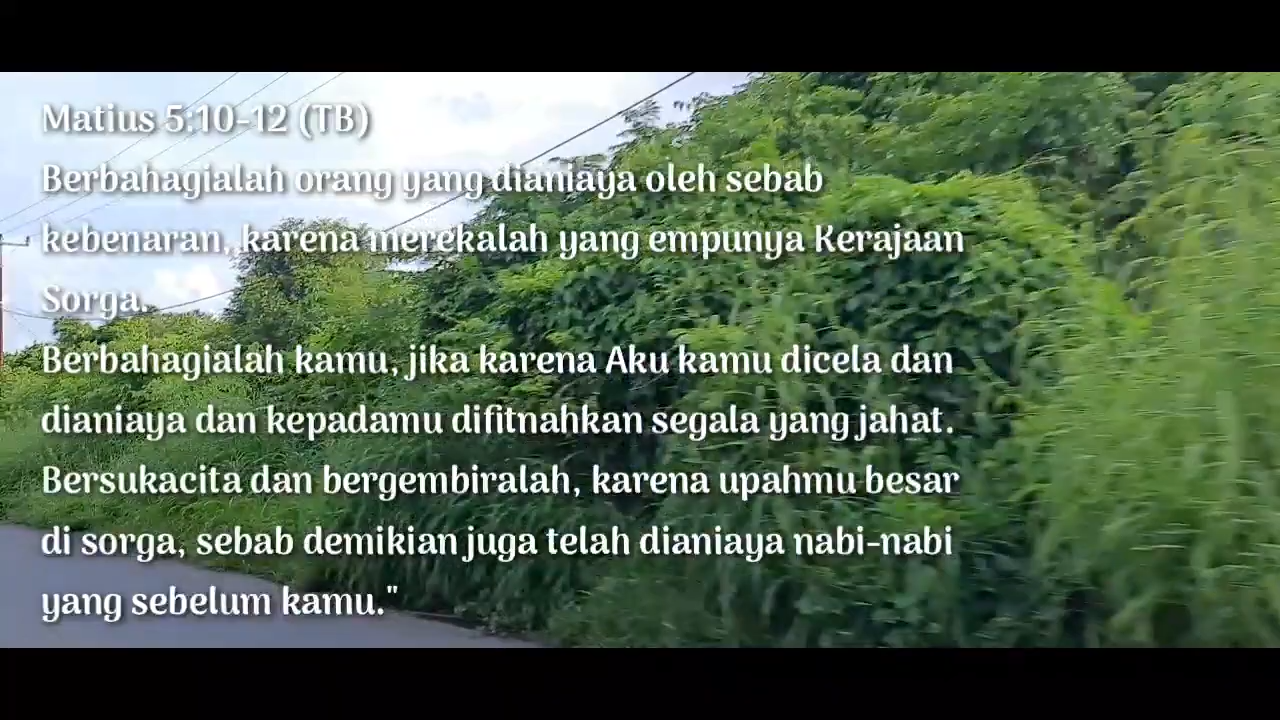 Matius 5:10-12 (TB)
Berbahagialah orang yang dianiaya oleh sebab
kebenaran, karena merekalah yang empunya Kerajaan
Sorga.
Berbahagialah kamu, jika karena Aku kamu dicela dan
dianiaya dan kepadamu difitnahkan segala yang jahat.
Bersukacita dan bergembiralah, karena upahmu besar
di sorga, sebab demikian juga telah dianiaya nabi-nabi
yang sebelum kamu."